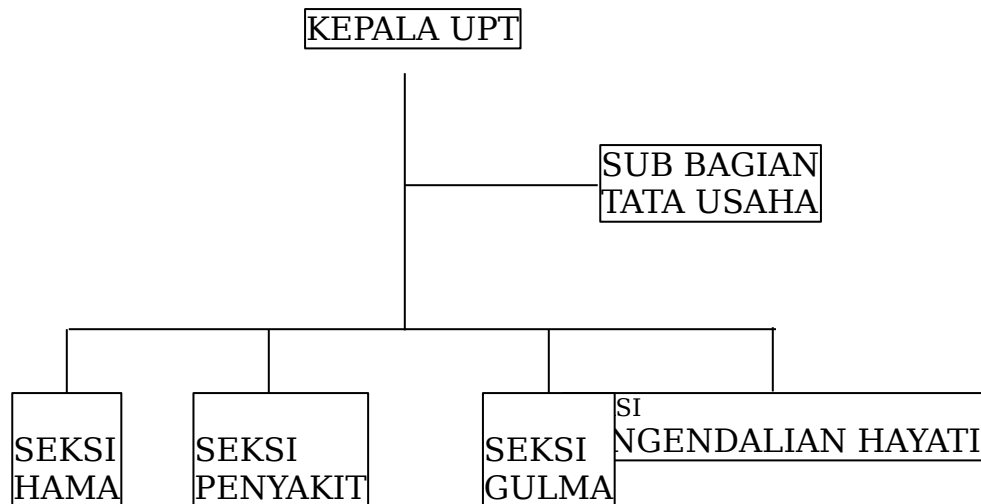 KEPALA UPT
SUB BAGIAN
TATA USAHA
SEKSI
HAMA
SEKSI
PENYAKIT
SEKSI
GULMA
SI
NGENDALIAN HAYATI